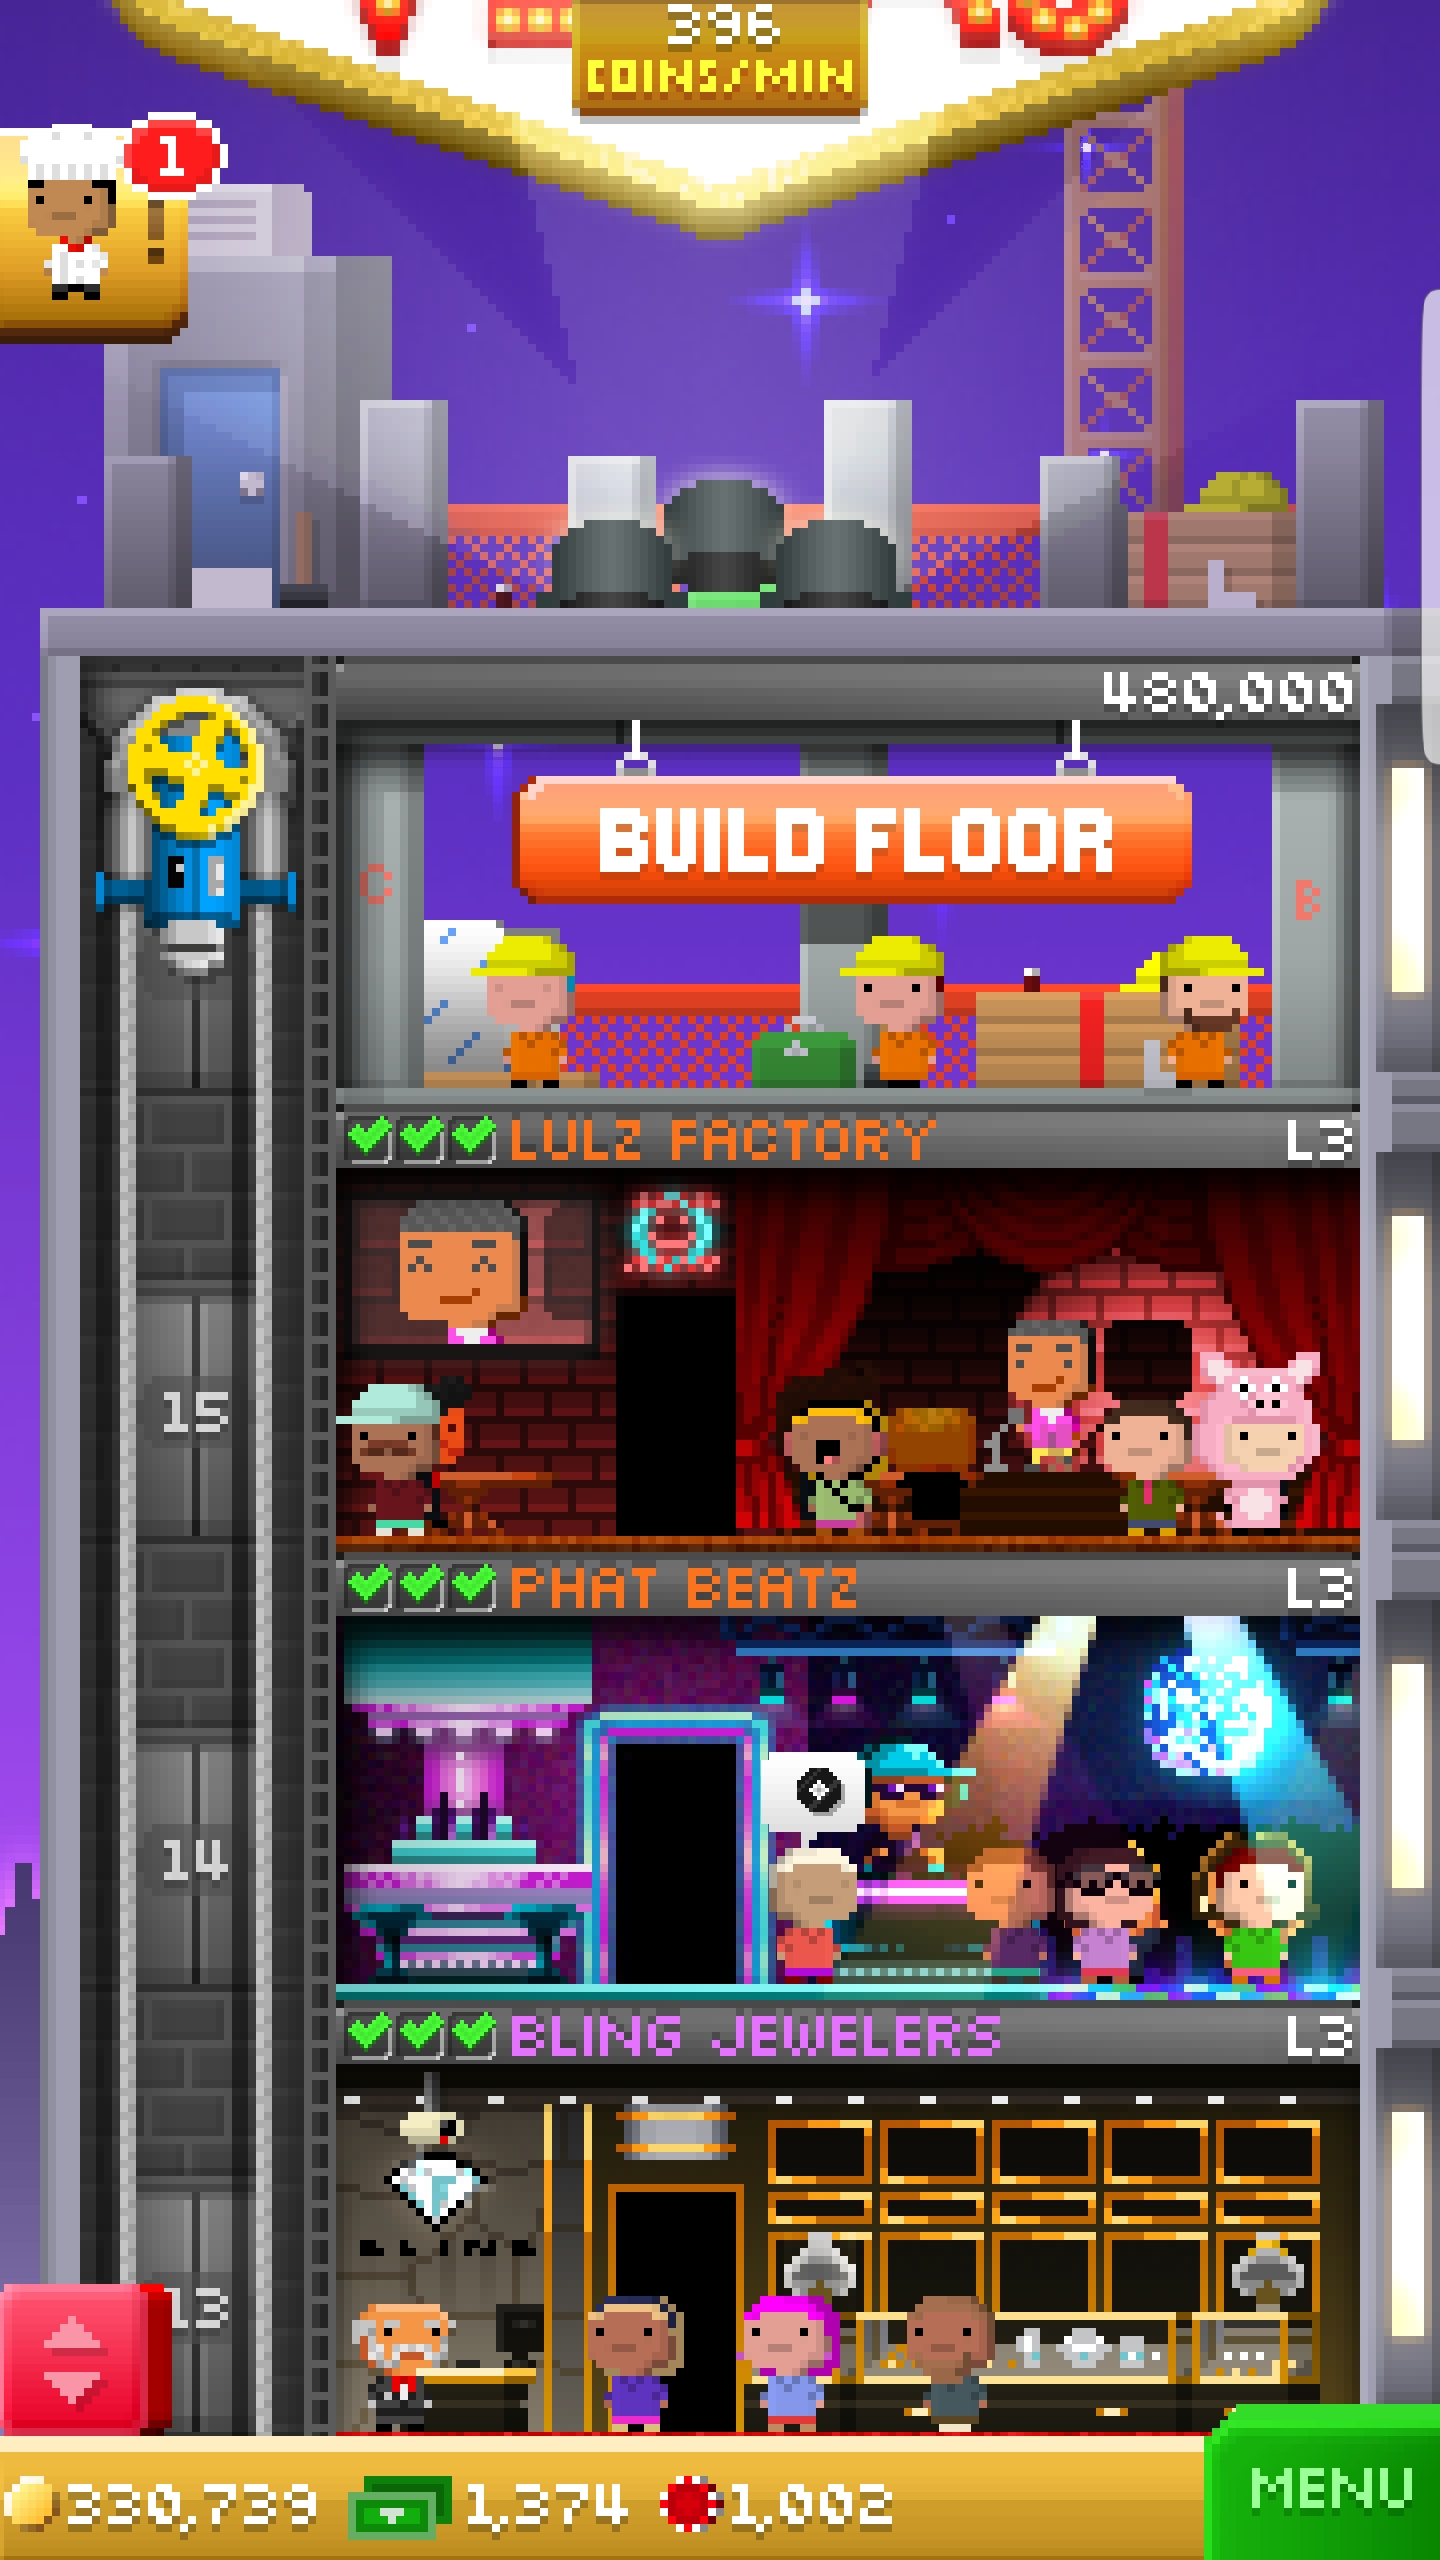 396
COINS/MIN
1
480,000
BUILD FLOOR
C
B
LULZ FACTORY L3
15
PHAT BEATZ L3
14
BLING JEWELERS L3
BLING
13
330,739 1,374 1,002
MENU